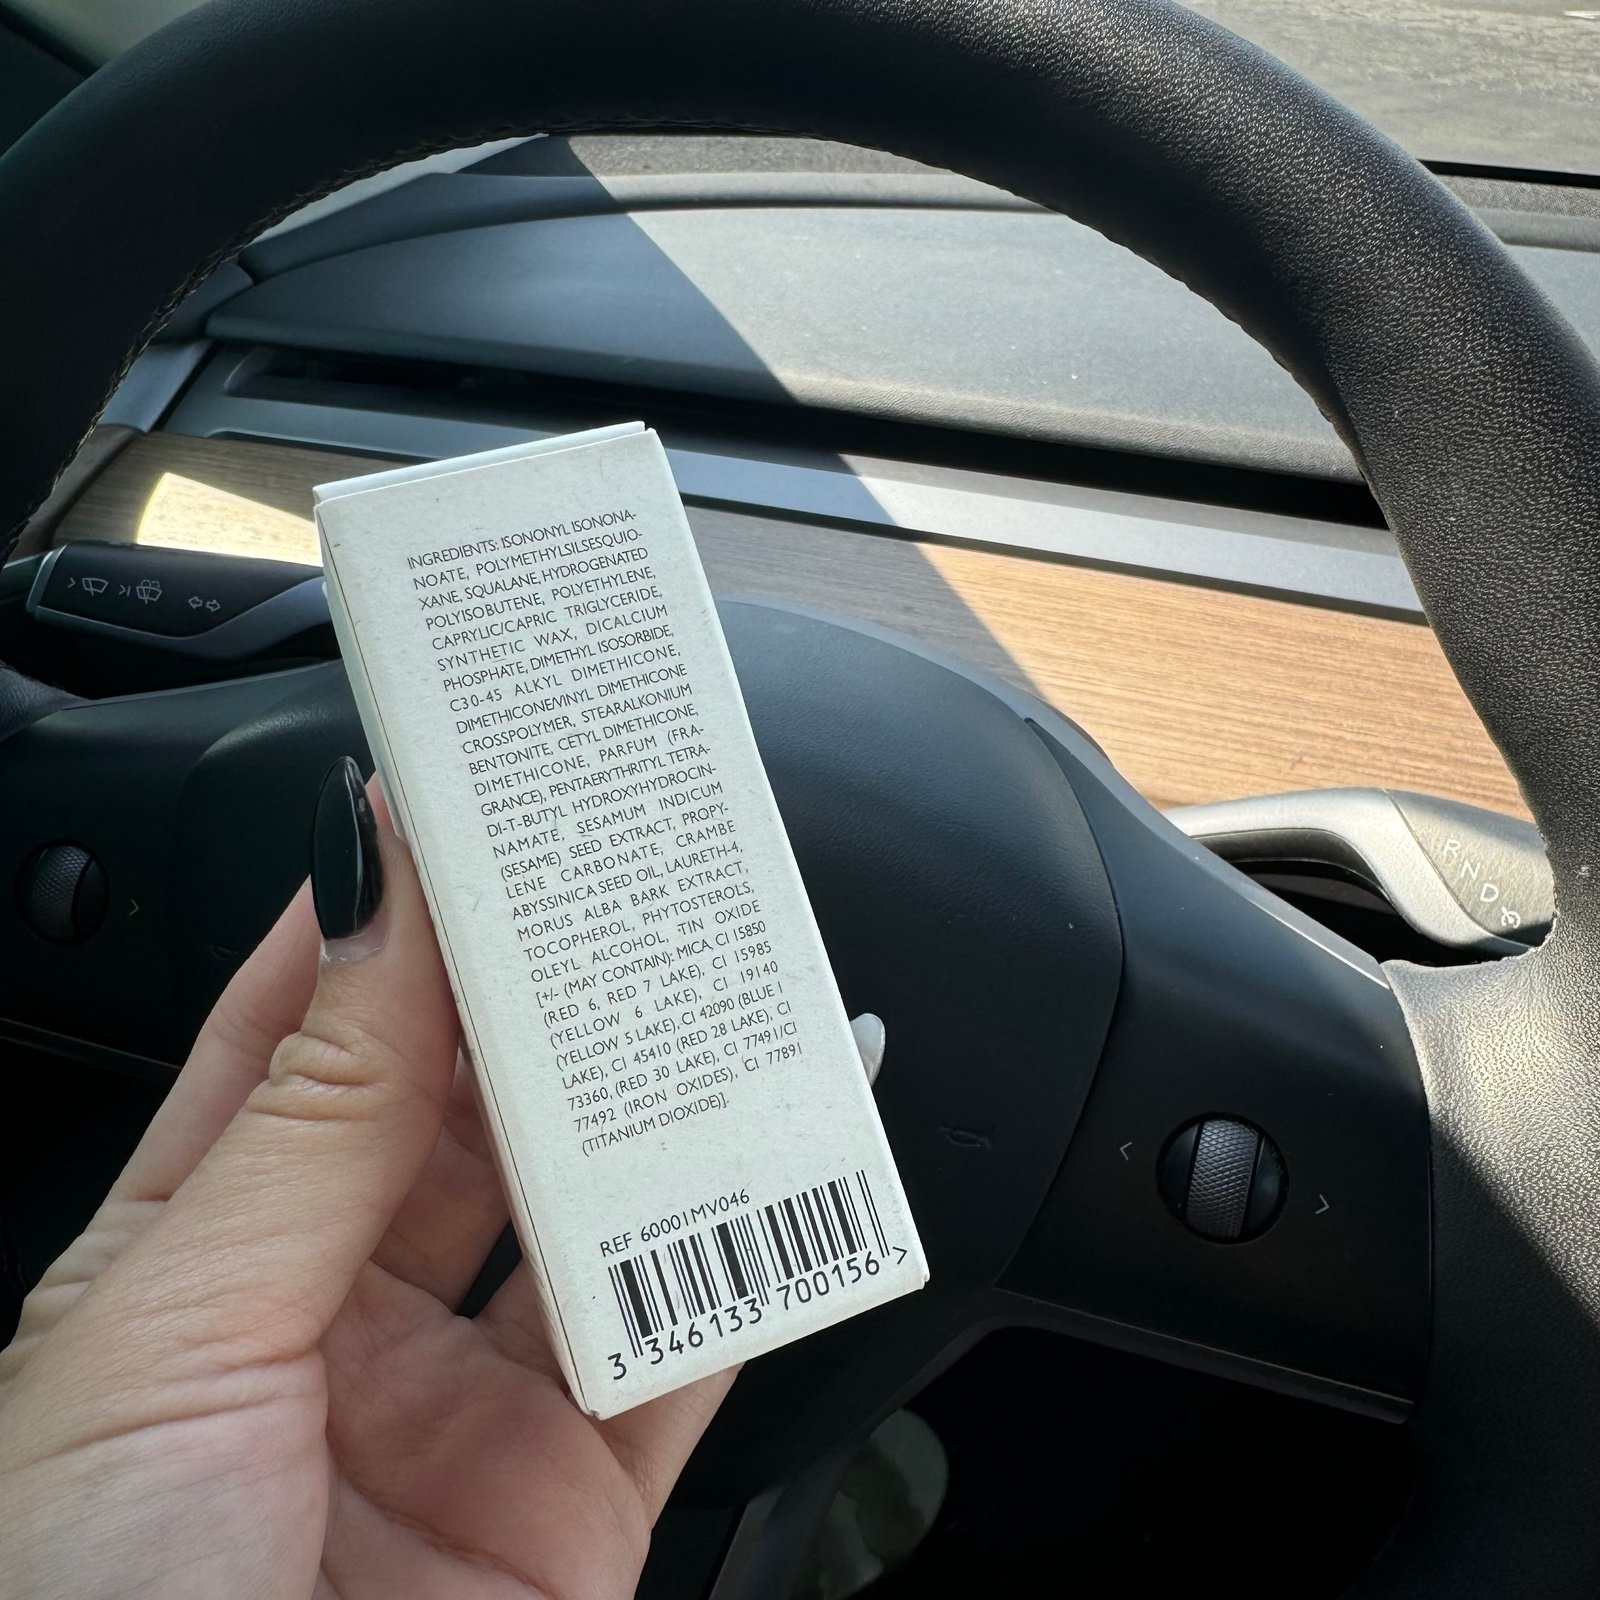 INGREDIENTS: ISONONYL ISONONA-
NOATE, POLYMETHYLSILSESQUIO-
XANE, SQUALANE, HYDROGENATED
POLYISOBUTENE, POLYETHYLENE,
CAPRYLIC/CAPRIC TRIGLYCERIDE,
SYNTHETIC WAX, DICALCIUM
PHOSPHATE, DIMETHYL ISOSORBIDE,
C30-45 ALKYL DIMETHICONE,
DIMETHICONE/VINYL DIMETHICONE
CROSSPOLYMER, STEARALKONIUM
BENTONITE, CETYL DIMETHICONE,
DIMETHICONE, PARFUM (FRA-
GRANCE), PENTAERYTHRITYL TETRA-
DI-T-BUTYL HYDROXYHYDROCIN-
NAMATE, SESAMUM INDICUM
(SESAME) SEED EXTRACT, PROPY-
LENE CARBONATE, CRAMBE
ABYSSINICA SEED OIL, LAURETH-4,
MORUS ALBA BARK EXTRACT,
TOCOPHEROL, PHYTOSTEROLS,
OLEYL ALCOHOL, TIN OXIDE
[+/- (MAY CONTAIN): MICA, CI 15850
(RED 6, RED 7 LAKE), CI 15985
(YELLOW 6 LAKE), CI 19140
(YELLOW 5 LAKE), CI 42090 (BLUE 1
LAKE), CI 45410 (RED 28 LAKE), CI
73360, (RED 30 LAKE), CI 77491/CI
77492 (IRON OXIDES), CI 77891
(TITANIUM DIOXIDE)].
REF 60001MV046
3 346133 700156 >
R
N
D